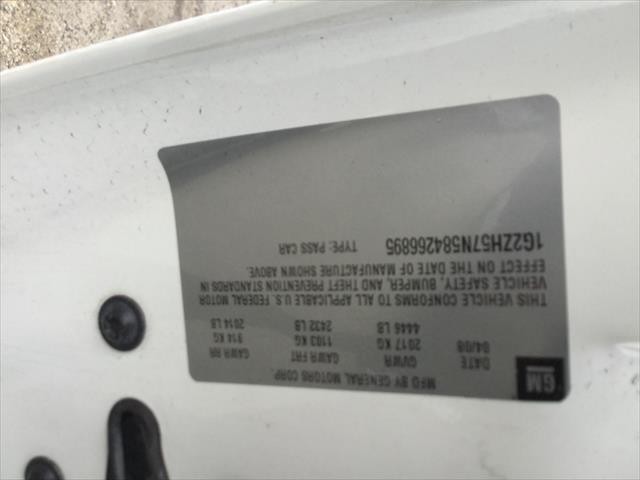 GM
MFG BY GENERAL MOTORS CORP.
DATE GVWR GAWR FRT GAWR RR
04/08 2017 KG 1103 KG 914 KG
4446 LB 2432 LB 2014 LB
THIS VEHICLE CONFORMS TO ALL APPLICABLE U.S. FEDERAL MOTOR
VEHICLE SAFETY, BUMPER, AND THEFT PREVENTION STANDARDS IN
EFFECT ON THE DATE OF MANUFACTURE SHOWN ABOVE.
1G2ZH57N584266895 TYPE: PASS CAR